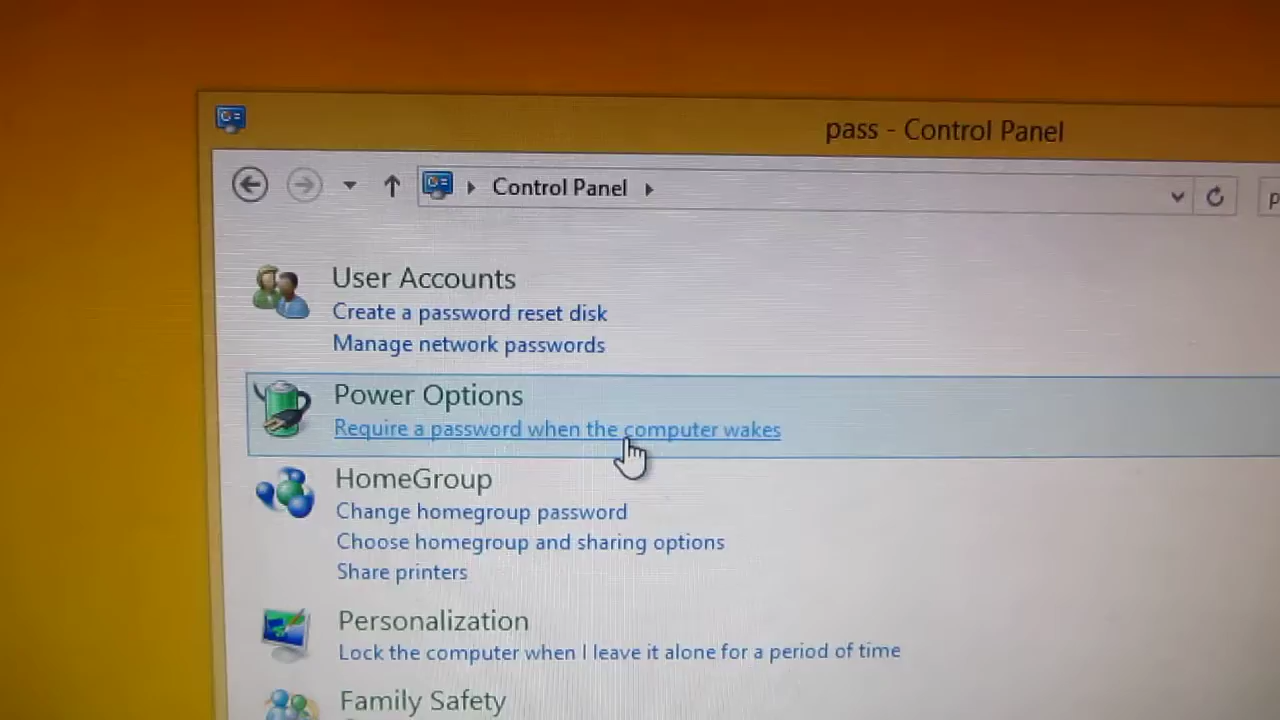 pass - Control Panel
Control Panel
User Accounts
Create a password reset disk
Manage network passwords
Power Options
Require a password when the computer wakes
HomeGroup
Change homegroup password
Choose homegroup and sharing options
Share printers
Personalization
Lock the computer when I leave it alone for a period of time
Family Safety